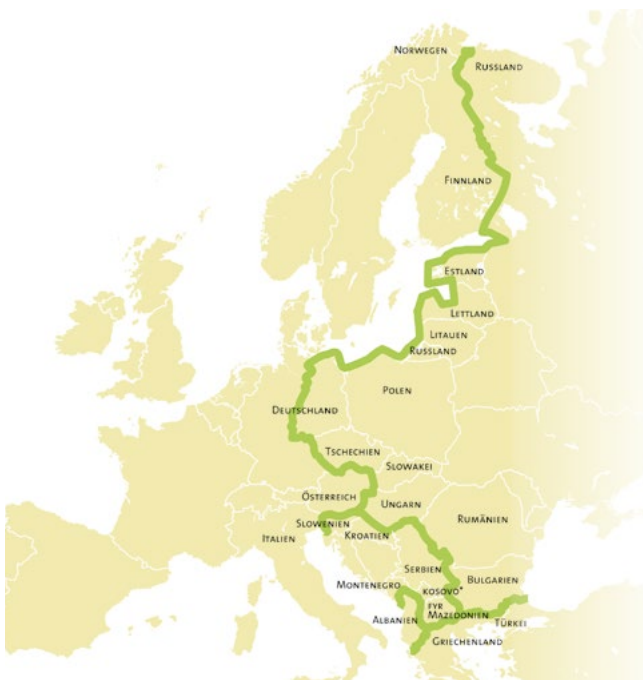 NORWEGEN
RUSSLAND
FINNLAND
ESTLAND
LETTLAND
LITAUEN
RUSSLAND
POLEN
DEUTSCHLAND
TSCHECHIEN
SLOWAKEI
ÖSTERREICH
UNGARN
RUMÄNIEN
SLOWENIEN
KROATIEN
ITALIEN
SERBIEN
BULGARIEN
MONTENEGRO
KOSOVO*
FYR
MAZEDONIEN
ALBANIEN
TÜRKEI
GRIECHENLAND